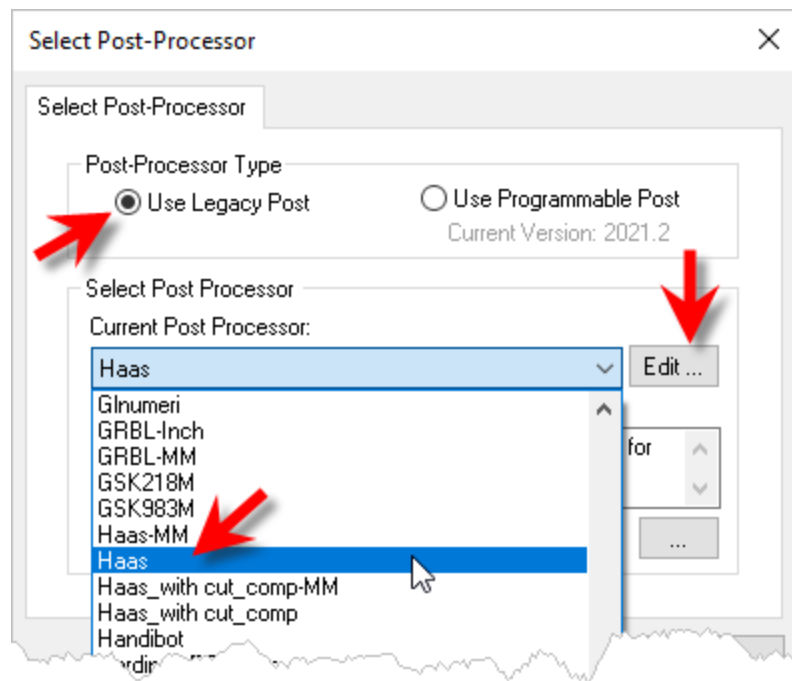 Select Post-Processor
Select Post-Processor
Post-Processor Type
Use Legacy Post
Use Programmable Post
Current Version: 2021.2
Select Post Processor
Current Post Processor:
Haas
Edit ...
GInumeri
GRBL-Inch
GRBL-MM
for
GSK218M
GSK983M
Haas-MM
...
Haas
Haas_with cut_comp-MM
Haas_with cut_comp
Handibot